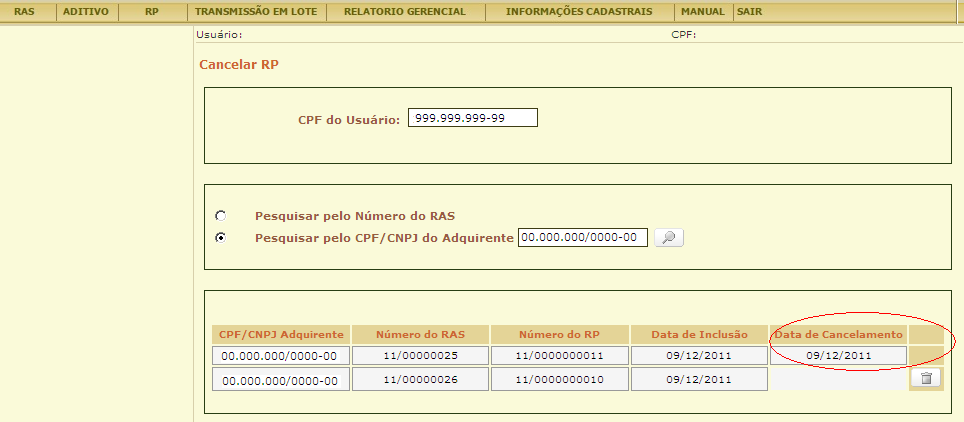 RAS ADITIVO RP TRANSMISSÃO EM LOTE RELATORIO GERENCIAL INFORMAÇÕES CADASTRAIS MANUAL SAIR
Usuário: CPF:
Cancelar RP
CPF do Usuário: 999.999.999-99
Pesquisar pelo Número do RAS
Pesquisar pelo CPF/CNPJ do Adquirente 00.000.000/0000-00
CPF/CNPJ Adquirente Número do RAS Número do RP Data de Inclusão Data de Cancelamento
00.000.000/0000-00 11/00000025 11/0000000011 09/12/2011 09/12/2011
00.000.000/0000-00 11/00000026 11/0000000010 09/12/2011